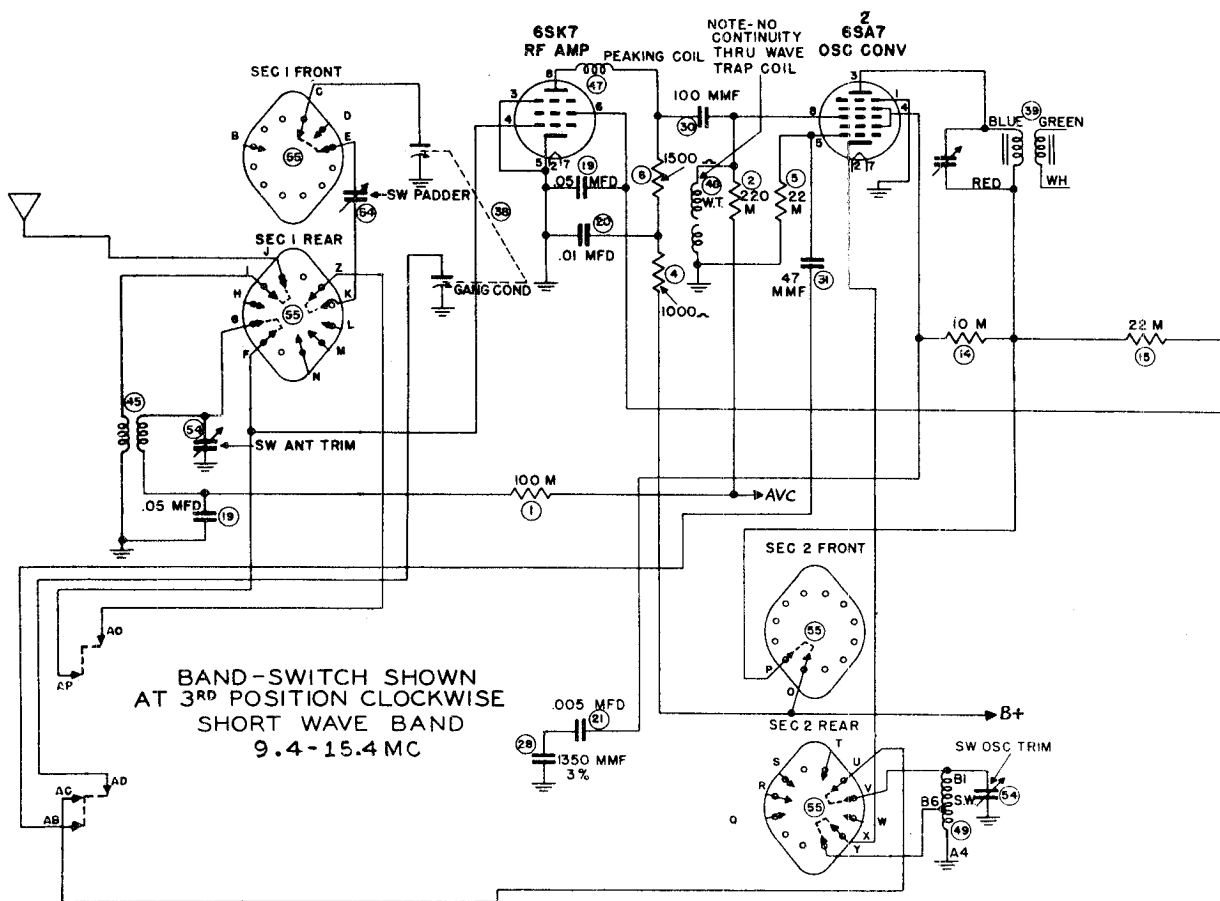 6SK7
RF AMP
PEAKING COIL
NOTE-NO
CONTINUITY
THRU WAVE
TRAP COIL
2
6SA7
OSC CONV
SEC 1 FRONT
C
D
B
E
55
8
47
3
4
6
5
2
7
100 MMF
30
3
8
5
1
4
2
7
39
BLUE
GREEN
RED
WH
SW PADDER
54
38
19
.05 MFD
20
.01 MFD
6
1500
48
W.T.
2
220
M
5
22
M
4
1000
47
MMF
31
SEC 1 REAR
J
I
Z
H
K
G
55
L
F
M
N
GANG COND
10 M
14
22 M
15
45
54
SW ANT TRIM
.05 MFD
19
100 M
1
AVC
SEC 2 FRONT
55
P
O
B+
AO
AP
BAND-SWITCH SHOWN
AT 3RD POSITION CLOCKWISE
SHORT WAVE BAND
9.4-15.4 MC
.005 MFD
21
28
1350 MMF
3%
AD
AC
AB
SEC 2 REAR
T
S
U
R
V
Q
55
W
X
Y
SW OSC TRIM
B1
S.W.
B6
54
49
A4